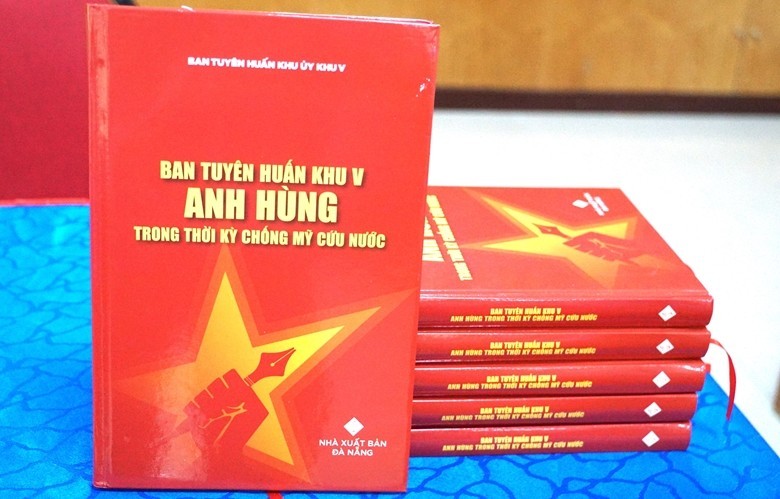 BAN TUYÊN HUẤN KHU ỦY KHU V
BAN TUYÊN HUẤN KHU V
ANH HÙNG
TRONG THỜI KỲ CHỐNG MỸ CỨU NƯỚC
NHÀ XUẤT BẢN
ĐÀ NẴNG
BAN TUYÊN HUẤN KHU V
ANH HÙNG TRONG THỜI KỲ CHỐNG MỸ CỨU NƯỚC
BAN TUYÊN HUẤN KHU V
ANH HÙNG TRONG THỜI KỲ CHỐNG MỸ CỨU NƯỚC
BAN TUYÊN HUẤN KHU V
ANH HÙNG TRONG THỜI KỲ CHỐNG MỸ CỨU NƯỚC
BAN TUYÊN HUẤN KHU V
ANH HÙNG TRONG THỜI KỲ CHỐNG MỸ CỨU NƯỚC
BAN TUYÊN HUẤN KHU V
ANH HÙNG TRONG THỜI KỲ CHỐNG MỸ CỨU NƯỚC